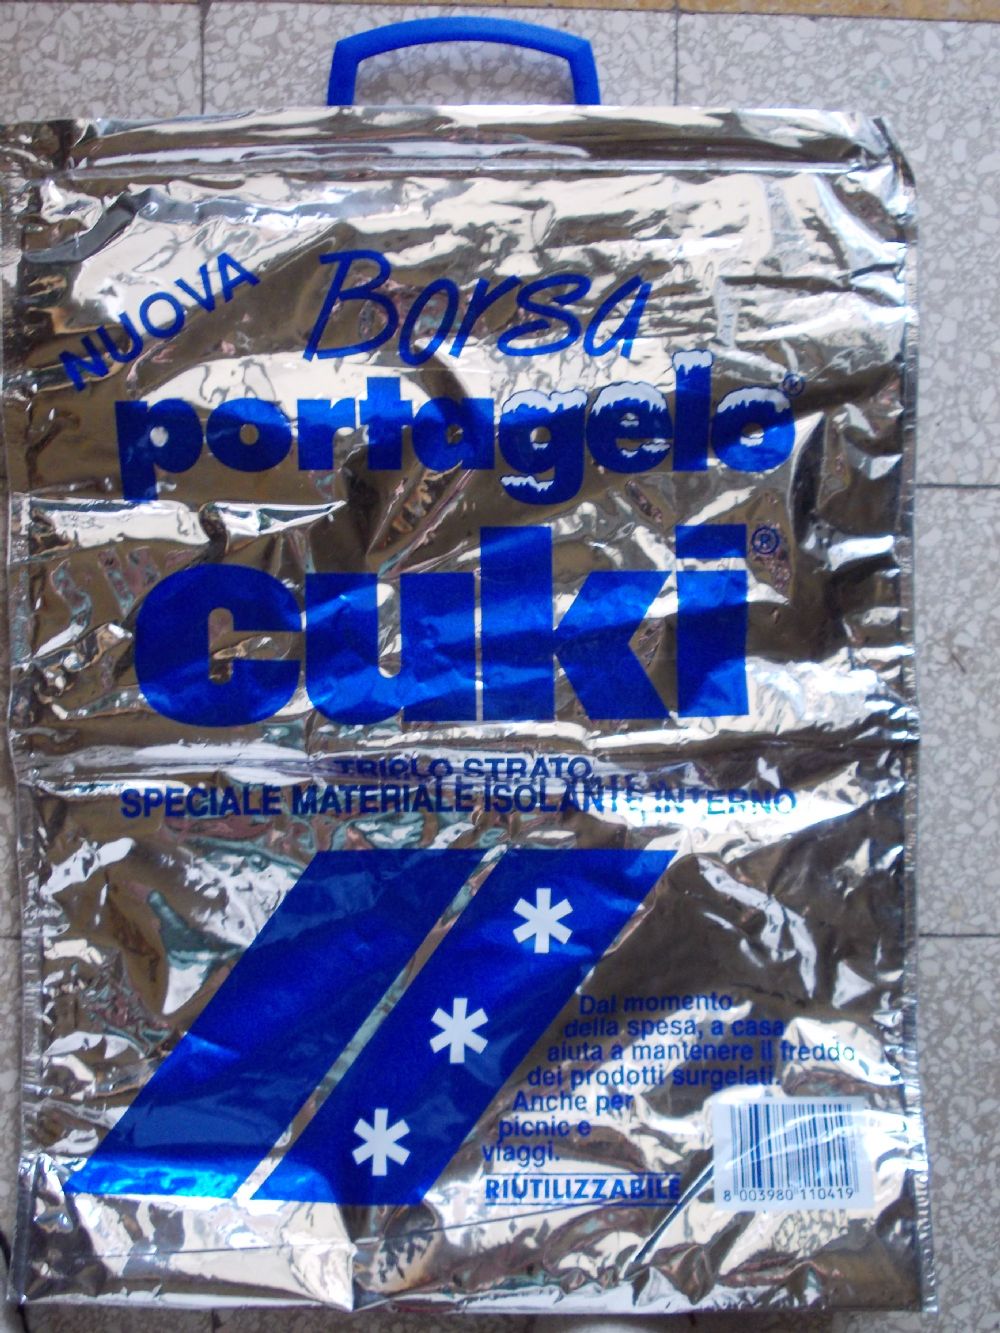 NUOVA
Borsa
portagelo®
cuki®
TRIPLO STRATO
SPECIALE MATERIALE ISOLANTE INTERNO
***
Dal momento
della spesa, a casa
aiuta a mantenere il freddo
dei prodotti surgelati.
Anche per
picnic e
viaggi.
RIUTILIZZABILE
8 003980 110419